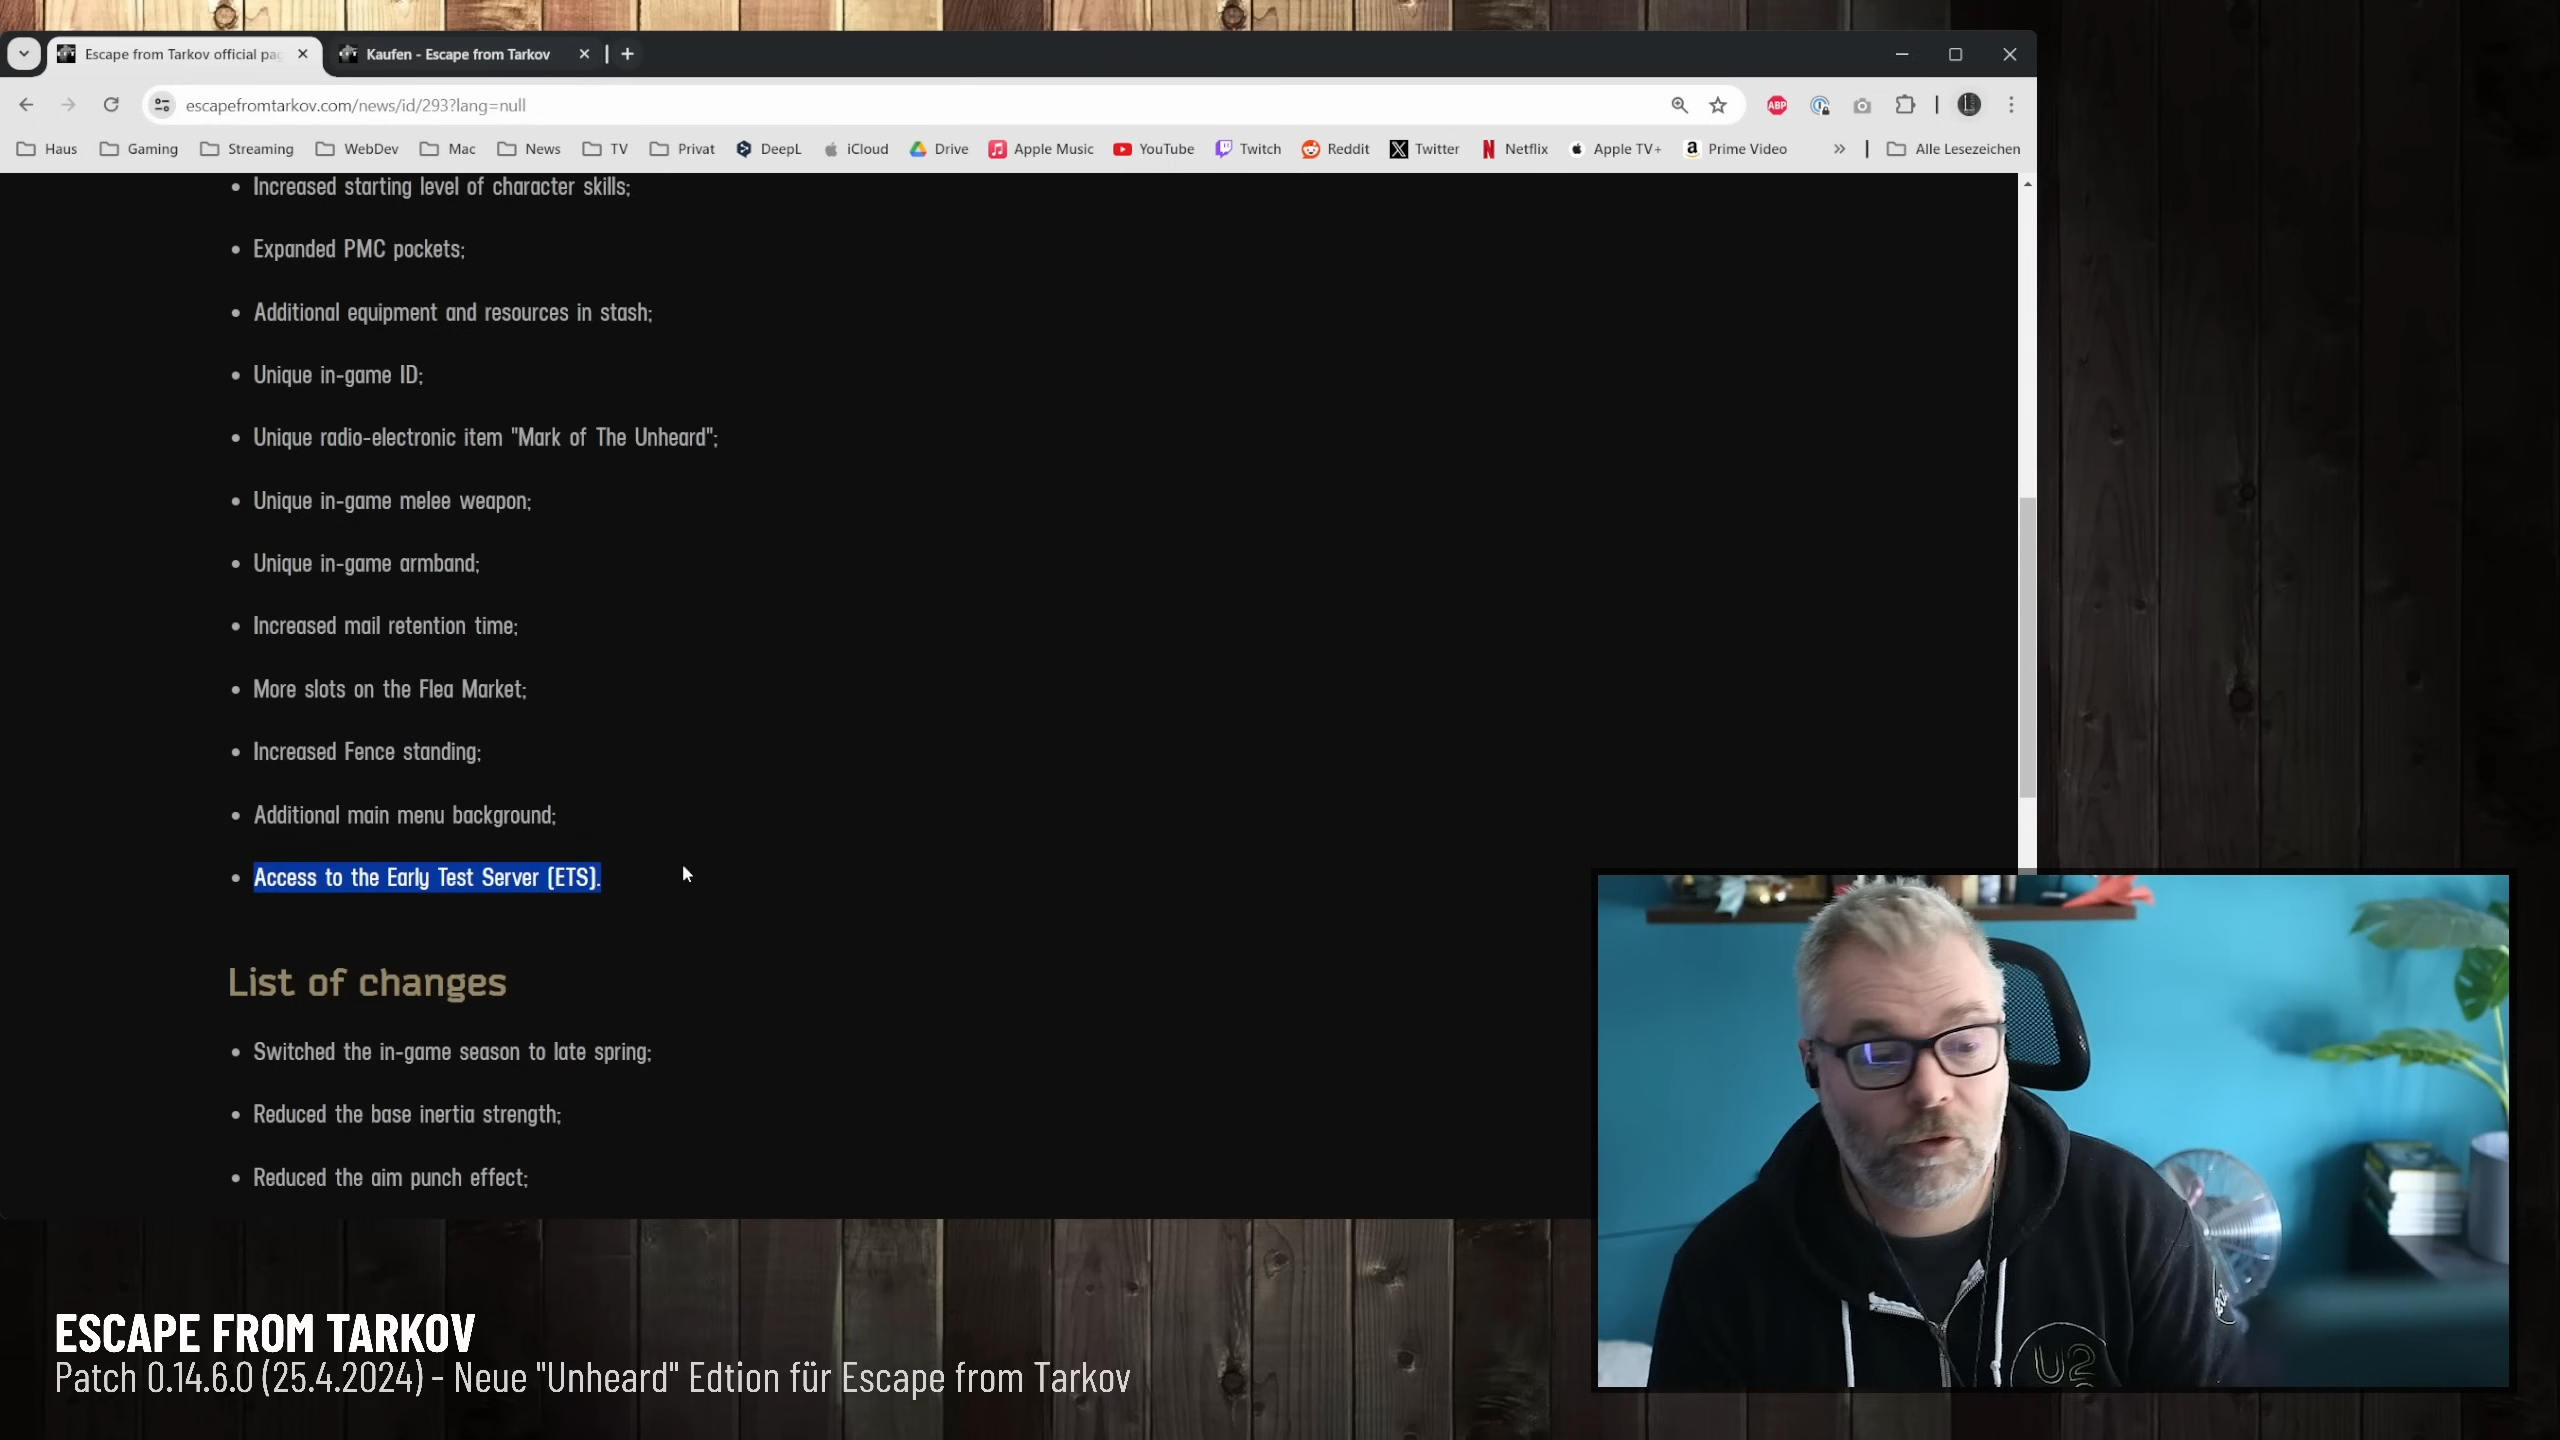 Escape from Tarkov official pag
Kaufen - Escape from Tarkov
escapefromtarkov.com/news/id/293?lang=null
ABP
Haus
Gaming
Streaming
WebDev
Mac
News
TV
Privat
DeepL
iCloud
Drive
Apple Music
YouTube
Twitch
Reddit
Twitter
Netflix
Apple TV+
Prime Video
Alle Lesezeichen
• Increased starting level of character skills;
• Expanded PMC pockets;
• Additional equipment and resources in stash;
• Unique in-game ID;
• Unique radio-electronic item "Mark of The Unheard";
• Unique in-game melee weapon;
• Unique in-game armband;
• Increased mail retention time;
• More slots on the Flea Market;
• Increased Fence standing;
• Additional main menu background;
• Access to the Early Test Server (ETS).
List of changes
• Switched the in-game season to late spring;
• Reduced the base inertia strength;
• Reduced the aim punch effect;
U2
ESCAPE FROM TARKOV
Patch 0.14.6.0 (25.4.2024) - Neue "Unheard" Edtion für Escape from Tarkov